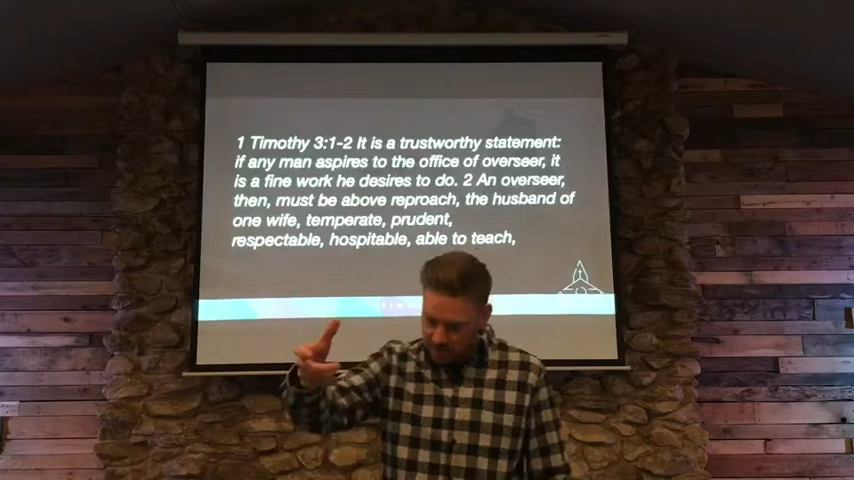 1 Timothy 3:1-2 It is a trustworthy statement:
if any man aspires to the office of overseer, it
is a fine work he desires to do. 2 An overseer,
then, must be above reproach, the husband of
one wife, temperate, prudent,
respectable, hospitable, able to teach,